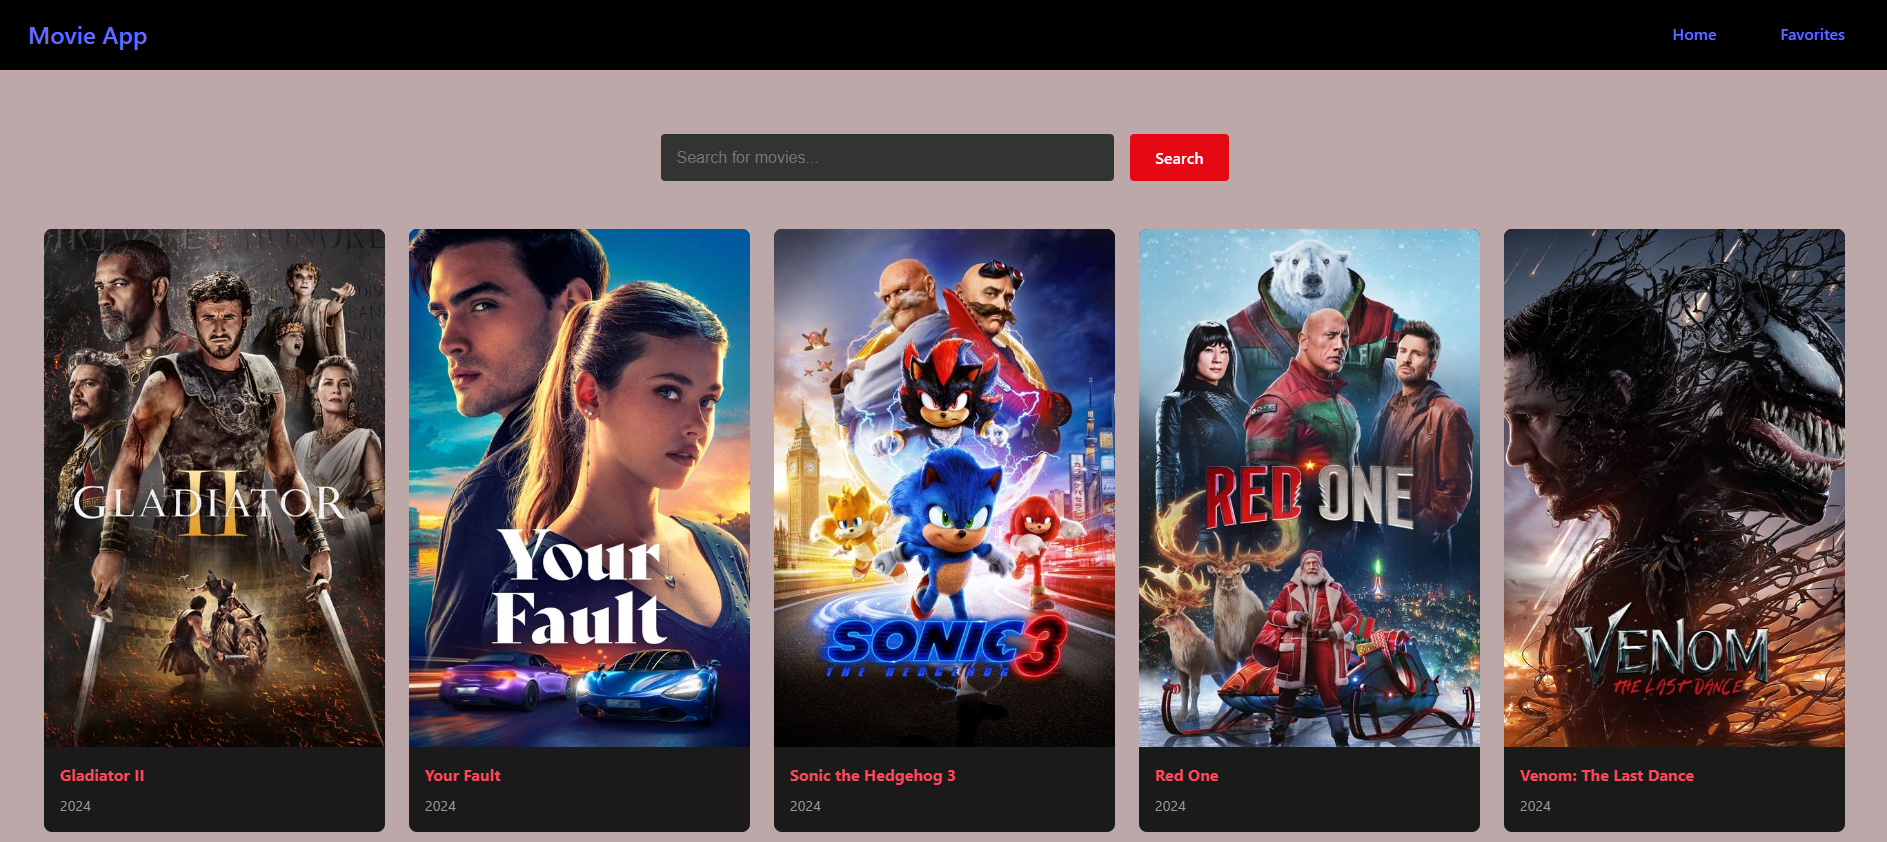 Movie App
Home
Favorites
Search for movies...
Search
GLADIATOR
II
Your
Fault
SONIC 3
THE HEDGEHOG
RED ONE
VENOM
THE LAST DANCE
Gladiator II
2024
Your Fault
2024
Sonic the Hedgehog 3
2024
Red One
2024
Venom: The Last Dance
2024